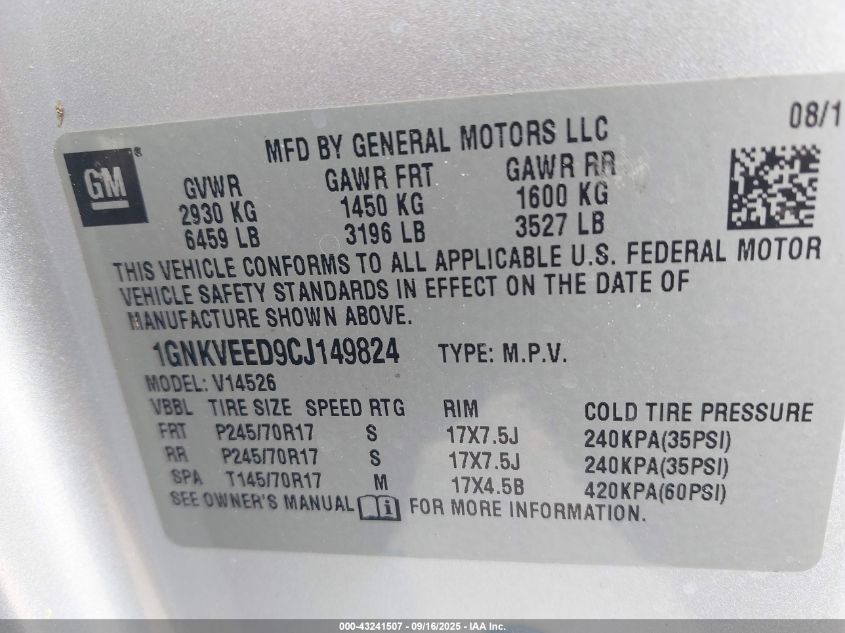 08/1
MFD BY GENERAL MOTORS LLC
GM
GVWR GAWR FRT GAWR RR
2930 KG 1450 KG 1600 KG
6459 LB 3196 LB 3527 LB
THIS VEHICLE CONFORMS TO ALL APPLICABLE U.S. FEDERAL MOTOR
VEHICLE SAFETY STANDARDS IN EFFECT ON THE DATE OF
MANUFACTURE SHOWN ABOVE.
1GNKVEED9CJ149824 TYPE: M.P.V.
MODEL: V14526
VBBL TIRE SIZE SPEED RTG RIM COLD TIRE PRESSURE
FRT P245/70R17 S 17X7.5J 240KPA(35PSI)
RR P245/70R17 S 17X7.5J 240KPA(35PSI)
SPA T145/70R17 M 17X4.5B 420KPA(60PSI)
SEE OWNER'S MANUAL i FOR MORE INFORMATION.
000-43241507 - 09/16/2025 - IAA Inc.